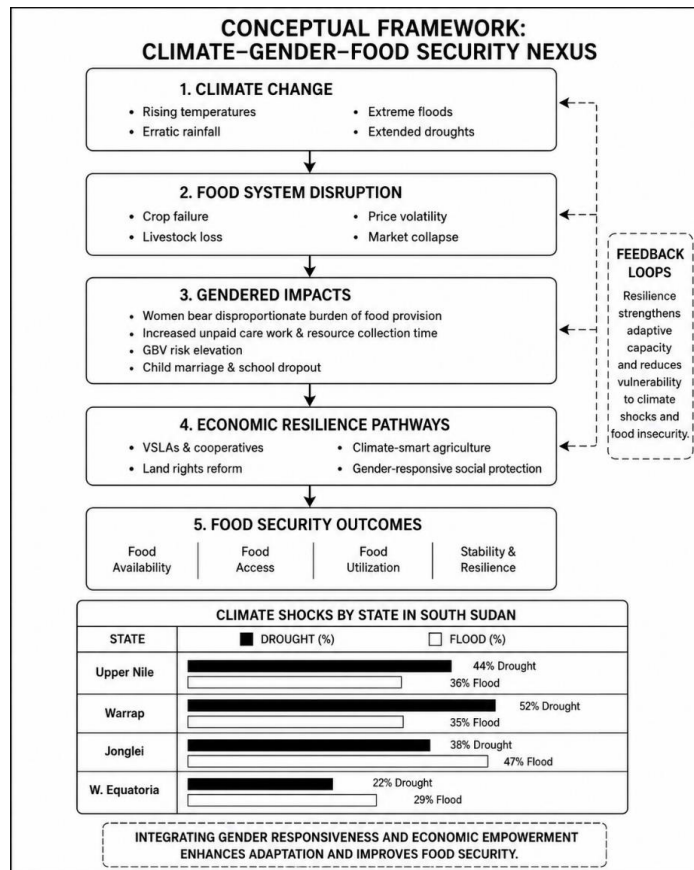 CONCEPTUAL FRAMEWORK:
CLIMATE–GENDER–FOOD SECURITY NEXUS
1. CLIMATE CHANGE
• Rising temperatures
• Erratic rainfall
• Extreme floods
• Extended droughts
2. FOOD SYSTEM DISRUPTION
• Crop failure
• Livestock loss
• Price volatility
• Market collapse
3. GENDERED IMPACTS
• Women bear disproportionate burden of food provision
• Increased unpaid care work & resource collection time
• GBV risk elevation
• Child marriage & school dropout
4. ECONOMIC RESILIENCE PATHWAYS
• VSLAs & cooperatives
• Land rights reform
• Climate-smart agriculture
• Gender-responsive social protection
5. FOOD SECURITY OUTCOMES
Food
Availability
Food
Access
Food
Utilization
Stability &
Resilience
FEEDBACK
LOOPS
Resilience
strengthens
adaptive
capacity
and reduces
vulnerability
to climate
shocks and
food insecurity.
CLIMATE SHOCKS BY STATE IN SOUTH SUDAN
STATE
DROUGHT (%)
FLOOD (%)
Upper Nile
44% Drought
36% Flood
Warrap
52% Drought
35% Flood
Jonglei
38% Drought
47% Flood
W. Equatoria
22% Drought
29% Flood
INTEGRATING GENDER RESPONSIVENESS AND ECONOMIC EMPOWERMENT
ENHANCES ADAPTATION AND IMPROVES FOOD SECURITY.